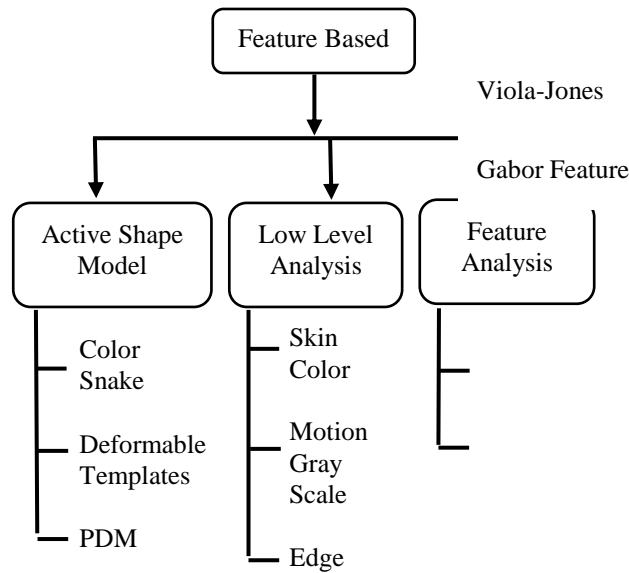 Feature Based
Viola-Jones
Gabor Feature
Active Shape
Model
Low Level
Analysis
Feature
Analysis
Color
Snake
Deformable
Templates
PDM
Skin
Color
Motion
Gray
Scale
Edge